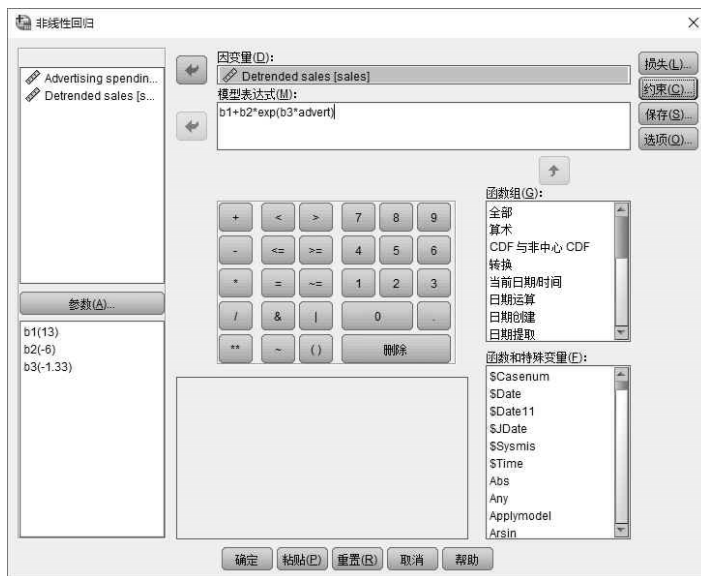 非线性回归
Advertising spendin...
Detrended sales [s...
因变量(D):
Detrended sales [sales]
模型表达式(M):
b1+b2*exp(b3*advert)
损失(L)...
约束(C)...
保存(S)...
选项(O)...
参数(A)...
b1(13)
b2(-6)
b3(-1.33)
+ < > 7 8 9
- <= >= 4 5 6
* = ~= 1 2 3
/ & | 0 .
** ~ ( ) 删除
函数组(G):
全部
算术
CDF 与非中心 CDF
转换
当前日期/时间
日期运算
日期创建
日期提取
函数和特殊变量(F):
$Casenum
$Date
$Date11
$JDate
$Sysmis
$Time
Abs
Any
Applymodel
Arsin
确定 粘贴(P) 重置(R) 取消 帮助